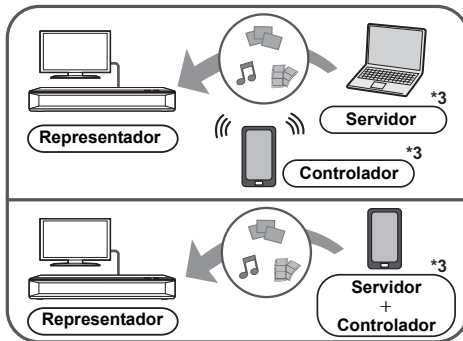 *3
Servidor
Representador
*3
Controlador
*3
Servidor
+
Controlador
Representador